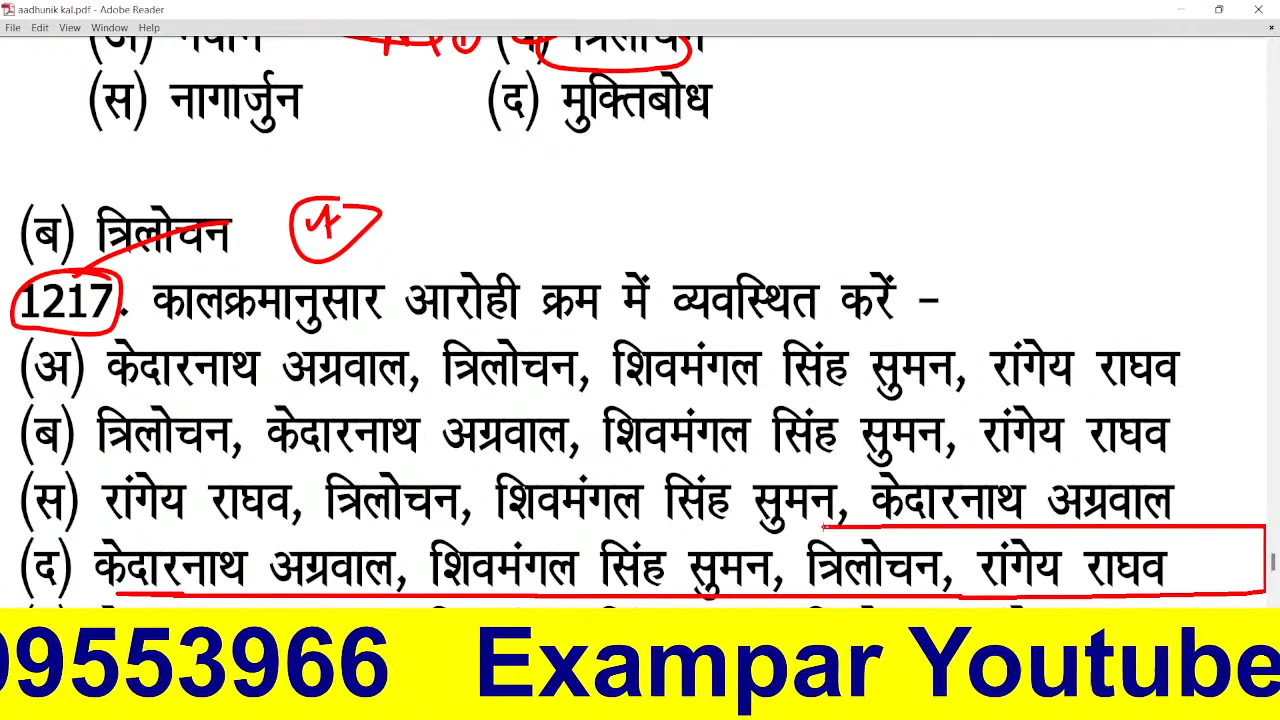 aadhunik kal.pdf - Adobe Reader
File Edit View Window Help
(स) नागार्जुन (द) मुक्तिबोध
(ब) त्रिलोचन
1217. कालक्रमानुसार आरोही क्रम में व्यवस्थित करें –
(अ) केदारनाथ अग्रवाल, त्रिलोचन, शिवमंगल सिंह सुमन, रांगेय राघव
(ब) त्रिलोचन, केदारनाथ अग्रवाल, शिवमंगल सिंह सुमन, रांगेय राघव
(स) रांगेय राघव, त्रिलोचन, शिवमंगल सिंह सुमन, केदारनाथ अग्रवाल
(द) केदारनाथ अग्रवाल, शिवमंगल सिंह सुमन, त्रिलोचन, रांगेय राघव
09553966 Exampar Youtube